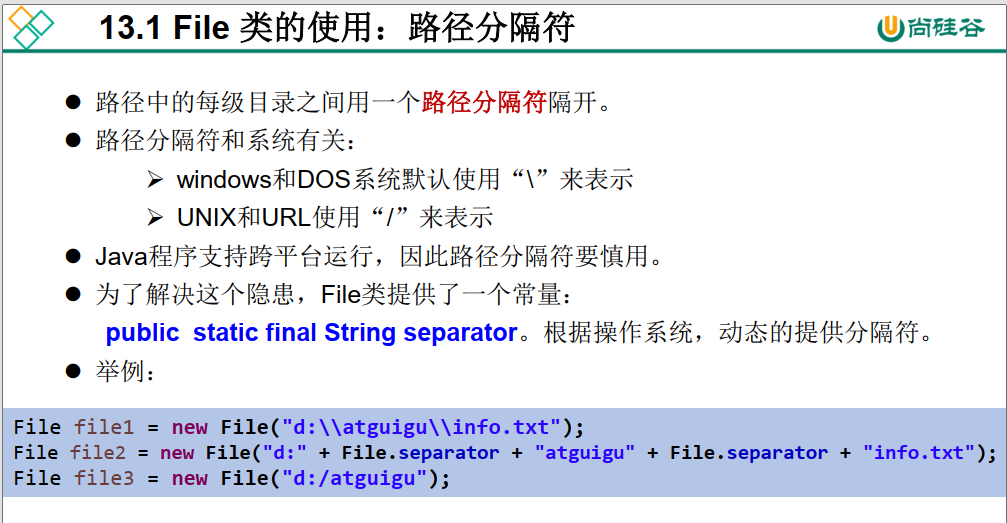 13.1 File 类的使用：路径分隔符
尚硅谷
● 路径中的每级目录之间用一个路径分隔符隔开。
● 路径分隔符和系统有关：
➢ windows和DOS系统默认使用“\”来表示
➢ UNIX和URL使用“/”来表示
● Java程序支持跨平台运行，因此路径分隔符要慎用。
● 为了解决这个隐患，File类提供了一个常量：
public static final String separator。根据操作系统，动态的提供分隔符。
● 举例：
File file1 = new File("d:\\atguigu\\info.txt");
File file2 = new File("d:" + File.separator + "atguigu" + File.separator + "info.txt");
File file3 = new File("d:/atguigu");